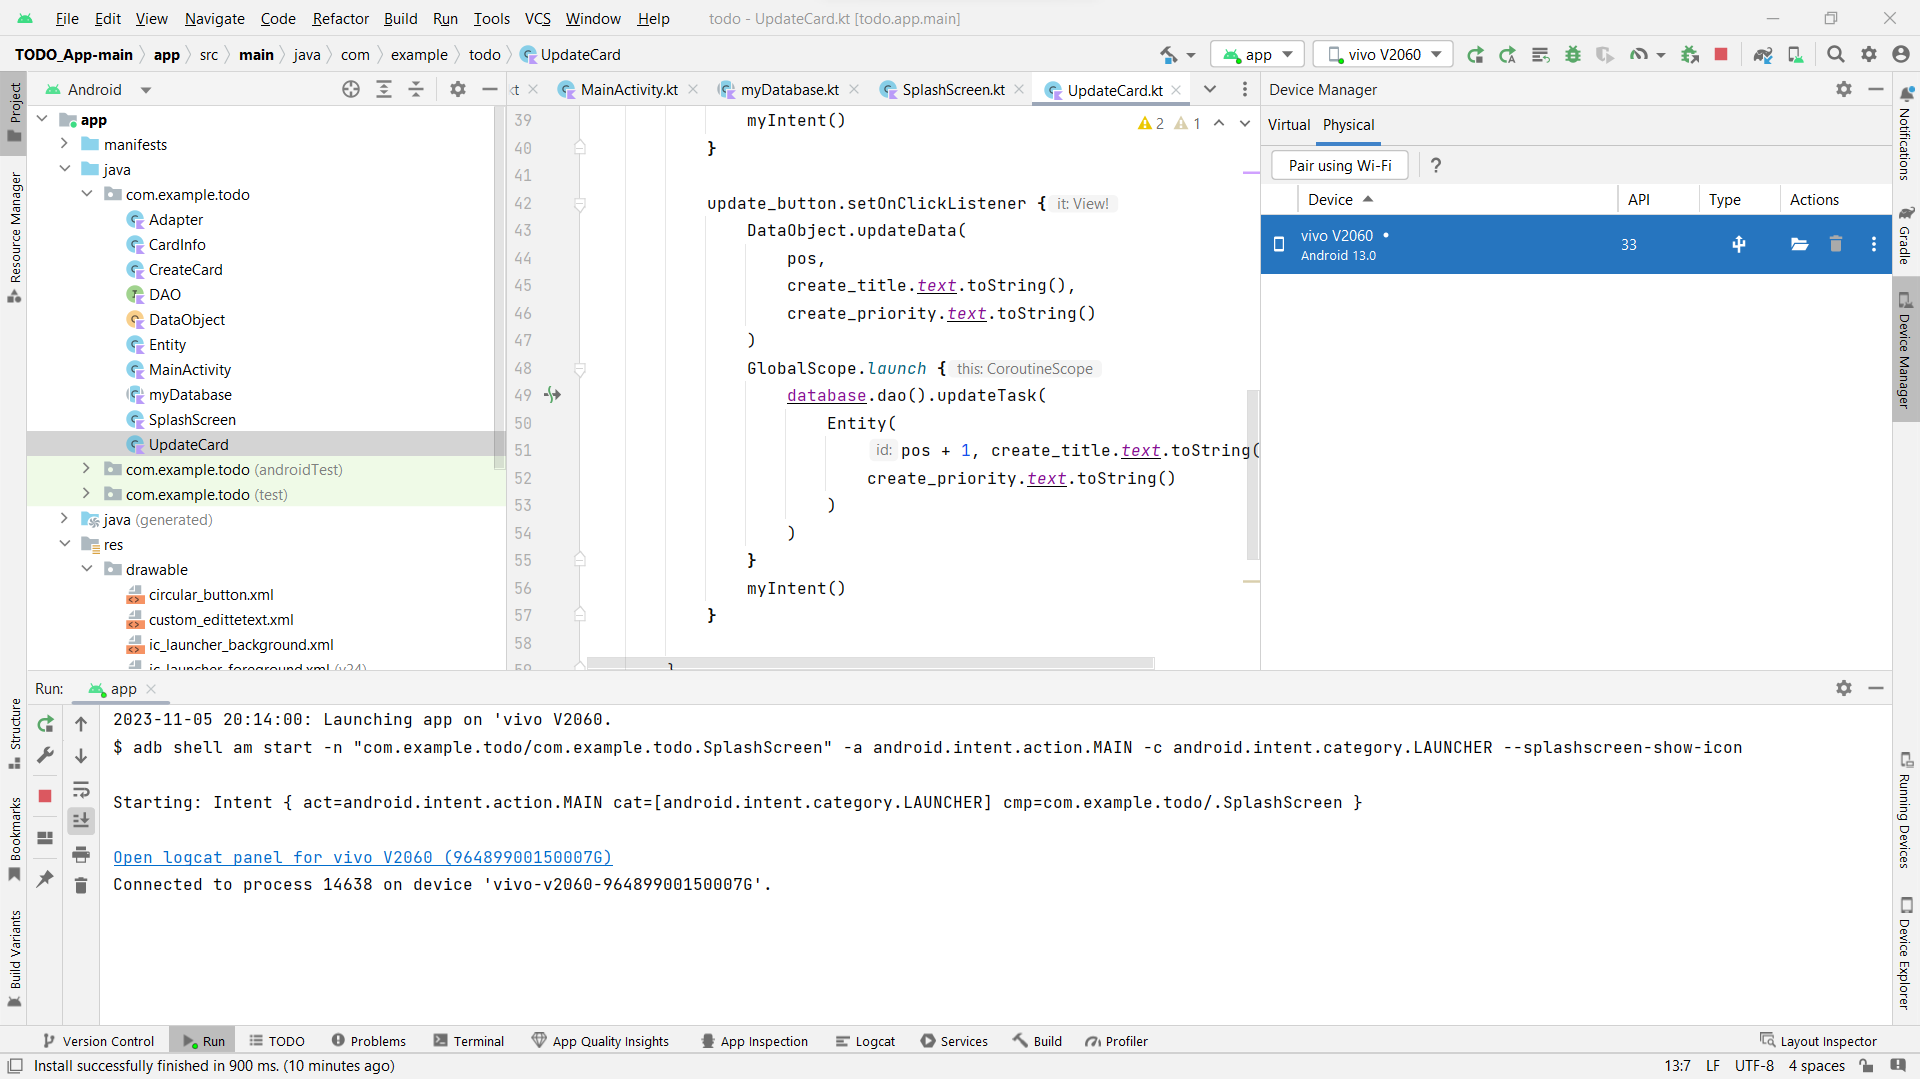 File Edit View Navigate Code Refactor Build Run Tools VCS Window Help todo - UpdateCard.kt [todo.app.main]
TODO_App-main app src main java com example todo UpdateCard app vivo V2060
Project
Resource Manager
Structure
Bookmarks
Build Variants
Android
app
manifests
java
com.example.todo
Adapter
CardInfo
CreateCard
DAO
DataObject
Entity
MainActivity
myDatabase
SplashScreen
UpdateCard
com.example.todo (androidTest)
com.example.todo (test)
java (generated)
res
drawable
circular_button.xml
custom_edittetext.xml
ic_launcher_background.xml
ic_launcher_foreground.xml (v24)
kt MainActivity.kt myDatabase.kt SplashScreen.kt UpdateCard.kt
2 1
39 myIntent()
40 }
41
42 update_button.setOnClickListener { it: View!
43 DataObject.updateData(
44 pos,
45 create_title.text.toString(),
46 create_priority.text.toString()
47 )
48 GlobalScope.launch { this: CoroutineScope
49 database.dao().updateTask(
50 Entity(
51 id: pos + 1, create_title.text.toString(
52 create_priority.text.toString()
53 )
54 )
55 }
56 myIntent()
57 }
58
59 }
Device Manager
Virtual Physical
Pair using Wi-Fi ?
Device API Type Actions
vivo V2060 33
Android 13.0
Notifications
Gradle
Device Manager
Running Devices
Device Explorer
Run: app
2023-11-05 20:14:00: Launching app on 'vivo V2060.
$ adb shell am start -n "com.example.todo/com.example.todo.SplashScreen" -a android.intent.action.MAIN -c android.intent.category.LAUNCHER --splashscreen-show-icon
Starting: Intent { act=android.intent.action.MAIN cat=[android.intent.category.LAUNCHER] cmp=com.example.todo/.SplashScreen }
Open logcat panel for vivo V2060 (96489900150007G)
Connected to process 14638 on device 'vivo-v2060-96489900150007G'.
Version Control Run TODO Problems Terminal App Quality Insights App Inspection Logcat Services Build Profiler Layout Inspector
Install successfully finished in 900 ms. (10 minutes ago) 13:7 LF UTF-8 4 spaces